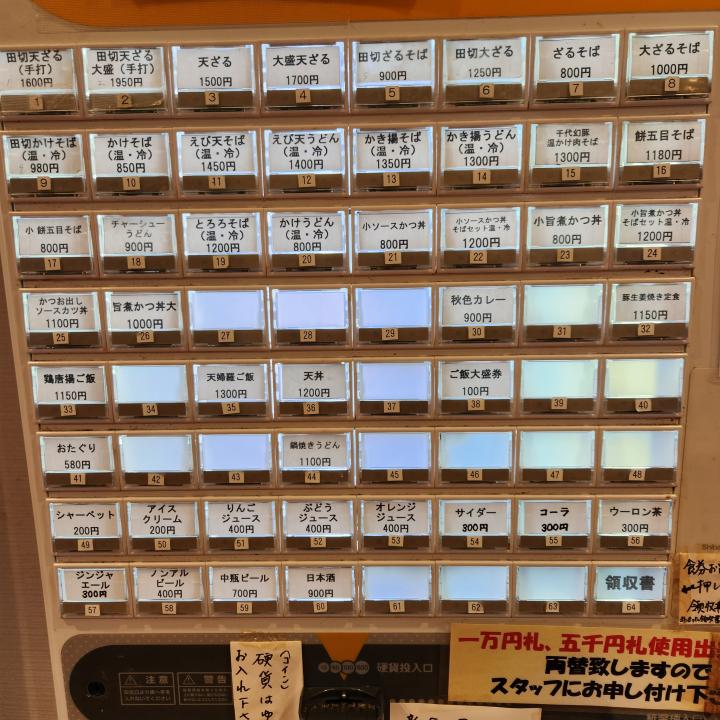 田切天ざる
(手打)
1600円
1
田切天ざる
大盛(手打)
1950円
2
天ざる
1500円
3
大盛天ざる
1700円
4
田切ざるそば
900円
5
田切大ざる
1250円
6
ざるそば
800円
7
大ざるそば
1000円
8
田切かけそば
(温・冷)
980円
9
かけそば
(温・冷)
850円
10
えび天そば
(温・冷)
1450円
11
えび天うどん
(温・冷)
1400円
12
かき揚そば
(温・冷)
1350円
13
かき揚うどん
(温・冷)
1300円
14
千代幻豚
温かけ肉そば
1300円
15
餅五目そば
1180円
16
小 餅五目そば
800円
17
チャーシュー
うどん
900円
18
とろろそば
(温・冷)
1200円
19
かけうどん
(温・冷)
800円
20
小ソースかつ丼
800円
21
小ソースかつ丼
そばセット温・冷
1200円
22
小旨煮かつ丼
800円
23
小旨煮かつ丼
そばセット温・冷
1200円
24
かつお出し
ソースカツ丼
1100円
25
旨煮かつ丼大
1000円
26
27
28
29
秋色カレー
900円
30
31
豚生姜焼き定食
1150円
32
鶏唐揚ご飯
1150円
33
34
天婦羅ご飯
1300円
35
天丼
1200円
36
37
ご飯大盛券
100円
38
39
40
おたぐり
580円
41
42
43
鍋焼きうどん
1100円
44
45
46
47
48
シャーベット
200円
49
アイス
クリーム
200円
50
りんご
ジュース
400円
51
ぶどう
ジュース
400円
52
オレンジ
ジュース
400円
53
サイダー
300円
54
コーラ
300円
55
ウーロン茶
300円
56
ジンジャ
エール
300円
57
ノンアル
ビール
400円
58
中瓶ビール
700円
59
日本酒
900円
60
61
62
63
領収書
64
食券お
押し
領収
一万円札、五千円札使用出
両替致しますので
スタッフにお申し付け下
注意
警告
硬貨投入口
(コイン)
硬貨はゆ
お入れ下さ